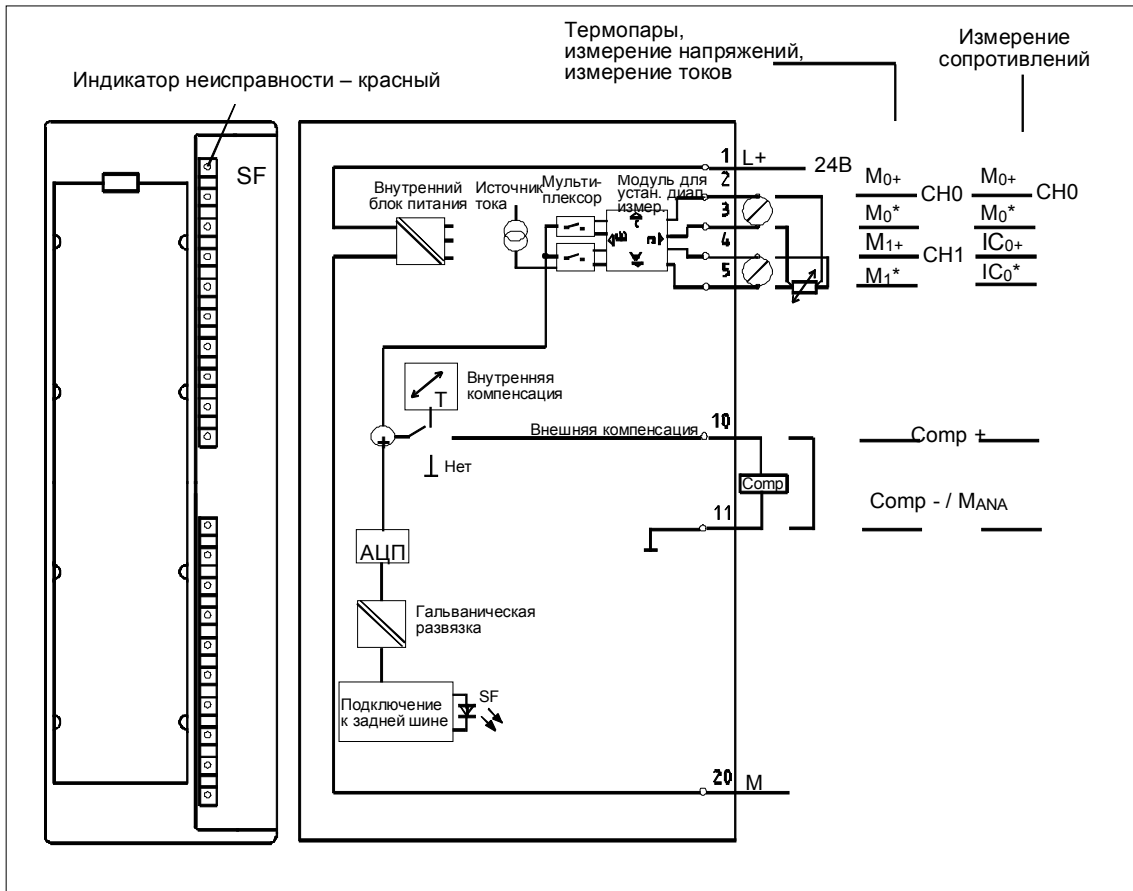 Термопары,
измерение напряжений,
измерение токов
Измерение
сопротивлений
Индикатор неисправности – красный
SF
1 L+
24В
2
3
4
5
Внутренний
блок питания
Источник
тока
Мульти-
плексор
Модуль для
устан. диап.
измер.
M0+
CH0
M0*
M1+
CH1
M1*
M0+
CH0
M0*
IC0+
IC0*
Внутренняя
компенсация
T
Внешняя компенсация
10
Нет
Comp
11
Comp +
Comp - / MANA
АЦП
Гальваническая
развязка
Подключение
к задней шине
SF
20 M